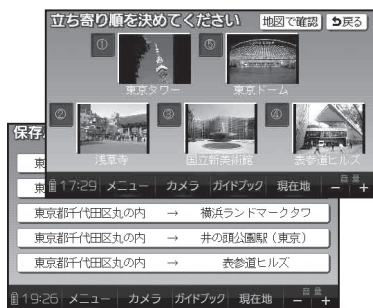 立ち寄り順を決めてください 地図で確認 戻る
① ⑤
東京タワー 東京ドーム
② ③ ④
浅草寺 国立新美術館 表参道ヒルズ
17:29 メニュー カメラ ガイドブック 現在地 音量 − +
保存
東
東
東京都千代田区丸の内 → 横浜ランドマークタワ
東京都千代田区丸の内 → 井の頭公園駅（東京）
東京都千代田区丸の内 → 表参道ヒルズ
19:26 メニュー カメラ ガイドブック 現在地 音量 − +